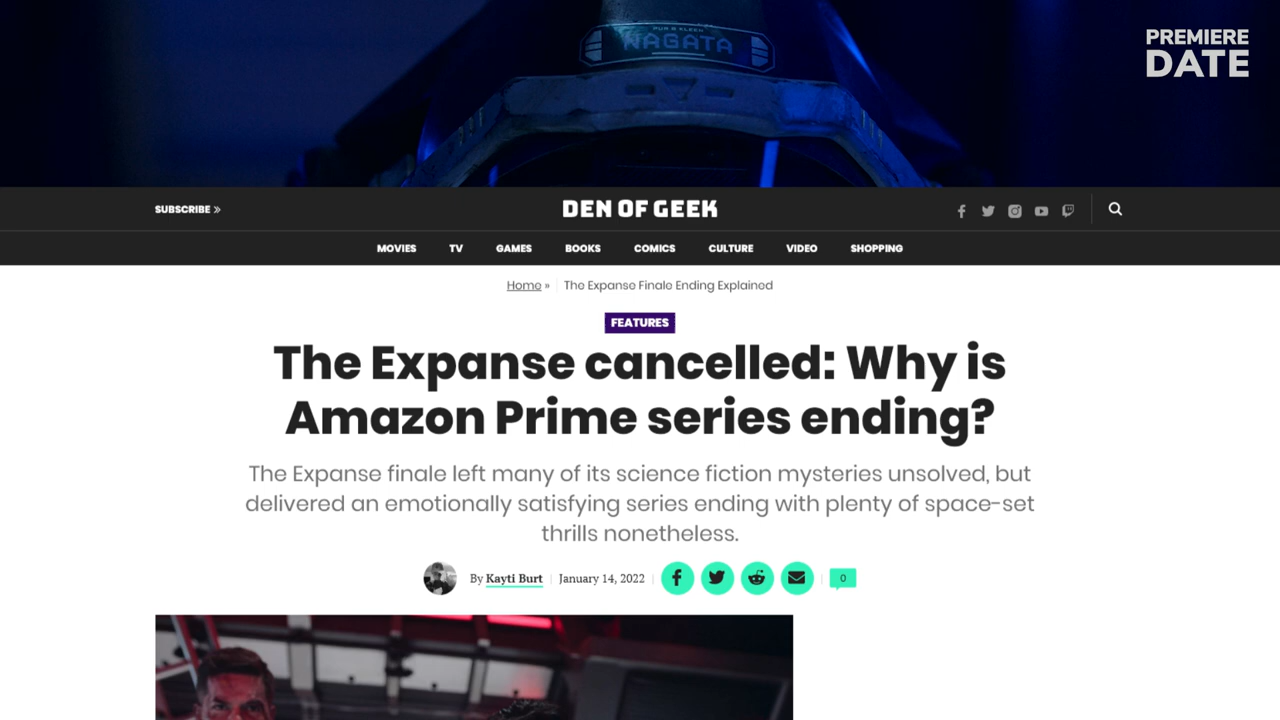 PUR & KLEEN
NAGATA
PREMIERE
DATE
SUBSCRIBE »
DEN OF GEEK
MOVIES TV GAMES BOOKS COMICS CULTURE VIDEO SHOPPING
Home » The Expanse Finale Ending Explained
FEATURES
The Expanse cancelled: Why is
Amazon Prime series ending?
The Expanse finale left many of its science fiction mysteries unsolved, but
delivered an emotionally satisfying series ending with plenty of space-set
thrills nonetheless.
By Kayti Burt January 14, 2022 0